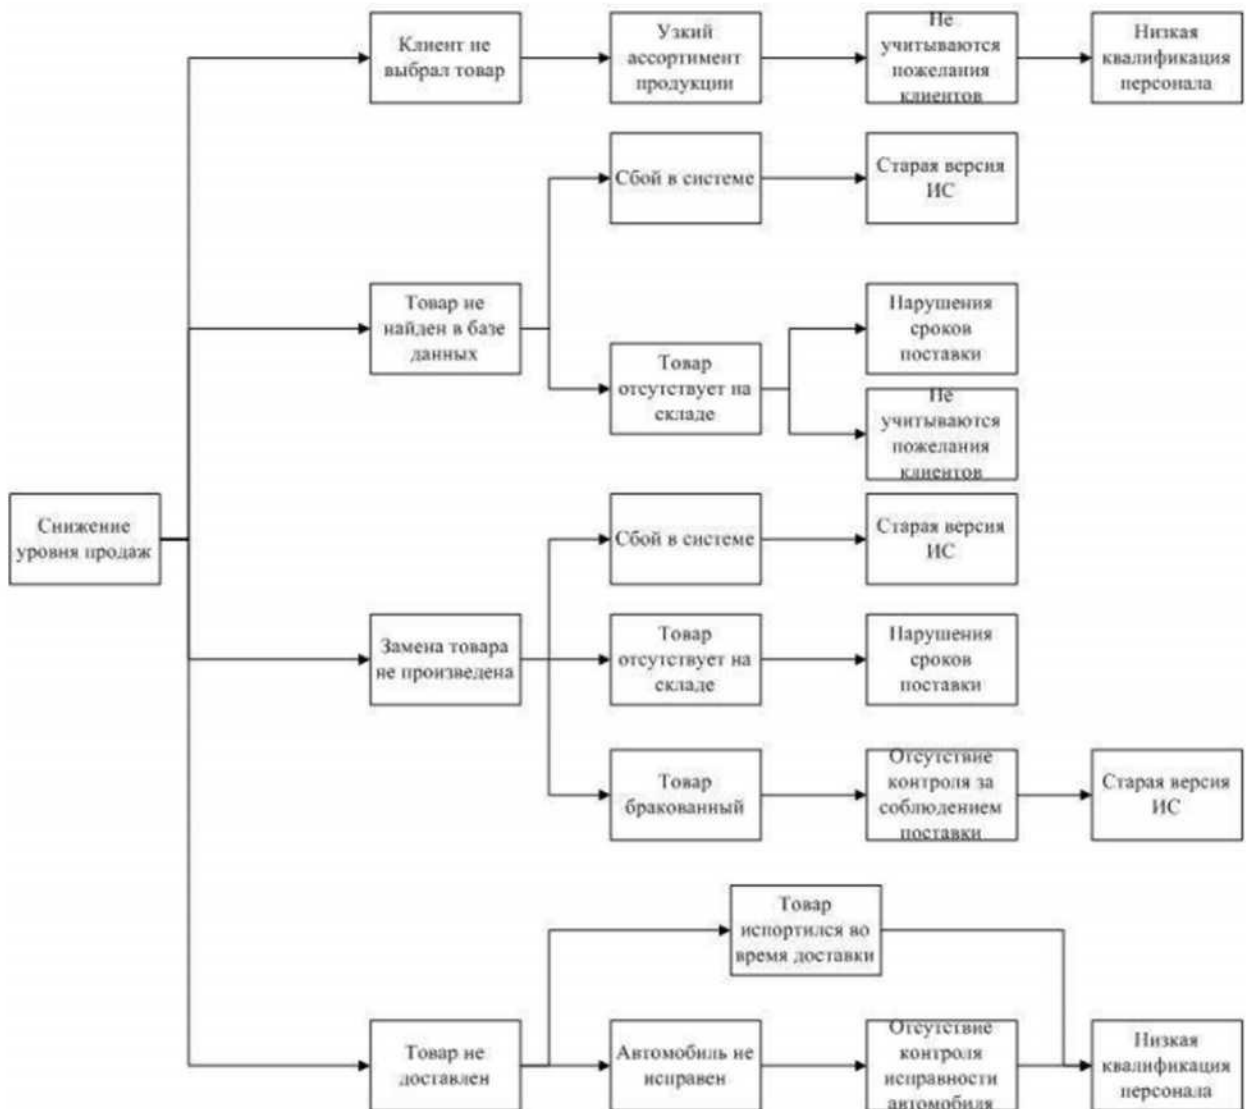 Клиент не
выбрал товар
Узкий
ассортимент
продукции
Не
учитываются
пожелания
клиентов
Низкая
квалификация
персонала
Сбой в системе
Старая версия
ИС
Товар не
найден в базе
данных
Товар
отсутствует на
складе
Нарушения
сроков
поставки
Не
учитываются
пожелания
клиентов
Снижение
уровня продаж
Сбой в системе
Старая версия
ИС
Замена товара
не произведена
Товар
отсутствует на
складе
Нарушения
сроков
поставки
Товар
бракованный
Отсутствие
контроля за
соблюдением
поставки
Старая версия
ИС
Товар
испортился во
время доставки
Товар не
доставлен
Автомобиль не
исправен
Отсутствие
контроля
исправности
автомобиля
Низкая
квалификация
персонала